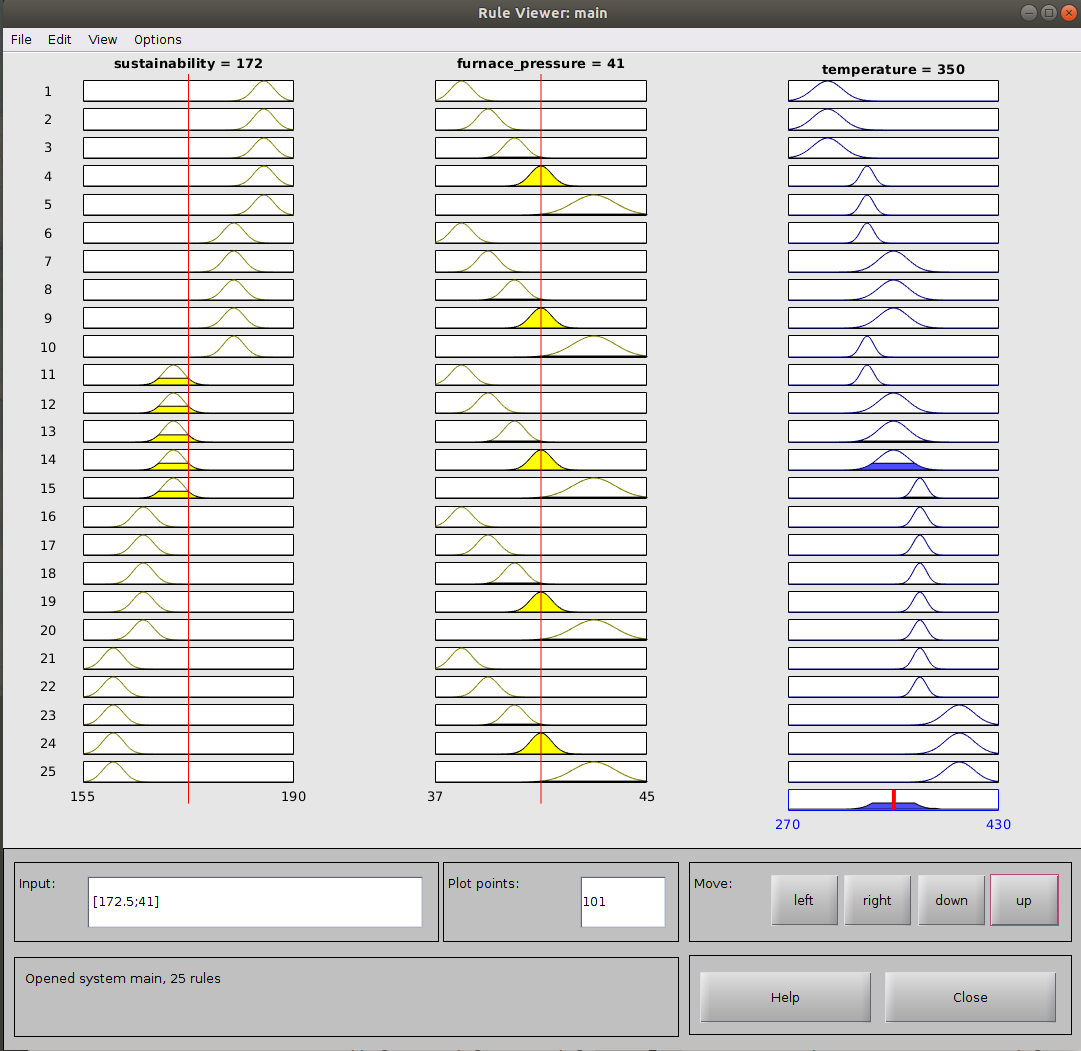 Rule Viewer: main
File Edit View Options
sustainability = 172 furnace_pressure = 41 temperature = 350
1
2
3
4
5
6
7
8
9
10
11
12
13
14
15
16
17
18
19
20
21
22
23
24
25
155 190 37 45
270 430
Input: [172.5;41]
Plot points: 101
Move: left right down up
Opened system main, 25 rules
Help Close